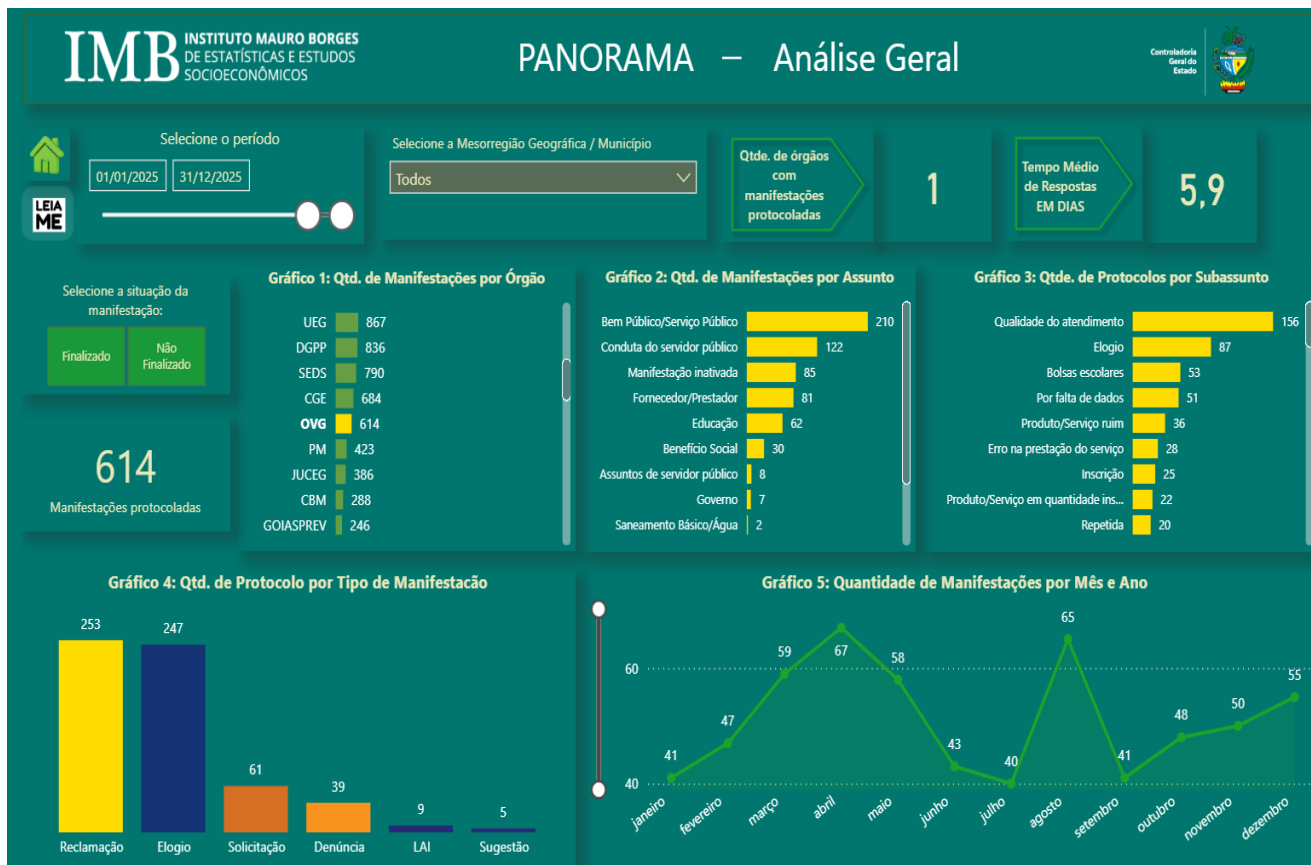 IMB
INSTITUTO MAURO BORGES
DE ESTATÍSTICAS E ESTUDOS
SOCIOECONÔMICOS
PANORAMA – Análise Geral
Controladoria
Geral do
Estado
Selecione o período
01/01/2025 31/12/2025
LEIA
ME
Selecione a Mesorregião Geográfica / Município
Todos
Qtde. de órgãos
com
manifestações
protocoladas
1
Tempo Médio
de Respostas
EM DIAS
5,9
Selecione a situação da
manifestação:
Finalizado
Não
Finalizado
614
Manifestações protocoladas
Gráfico 1: Qtd. de Manifestações por Órgão
UEG 867
DGPP 836
SEDS 790
CGE 684
OVG 614
PM 423
JUCEG 386
CBM 288
GOIASPREV 246
Gráfico 2: Qtd. de Manifestações por Assunto
Bem Público/Serviço Público 210
Conduta do servidor público 122
Manifestação inativada 85
Fornecedor/Prestador 81
Educação 62
Benefício Social 30
Assuntos de servidor público 8
Governo 7
Saneamento Básico/Água 2
Gráfico 3: Qtde. de Protocolos por Subassunto
Qualidade do atendimento 156
Elogio 87
Bolsas escolares 53
Por falta de dados 51
Produto/Serviço ruim 36
Erro na prestação do serviço 28
Inscrição 25
Produto/Serviço em quantidade ins... 22
Repetida 20
Gráfico 4: Qtd. de Protocolo por Tipo de Manifestacão
253 247 61 39 9 5
Reclamação Elogio Solicitação Denúncia LAI Sugestão
Gráfico 5: Quantidade de Manifestações por Mês e Ano
60
40
41 47 59 67 58 43 40 65 41 48 50 55
janeiro fevereiro março abril maio junho julho agosto setembro outubro novembro dezembro